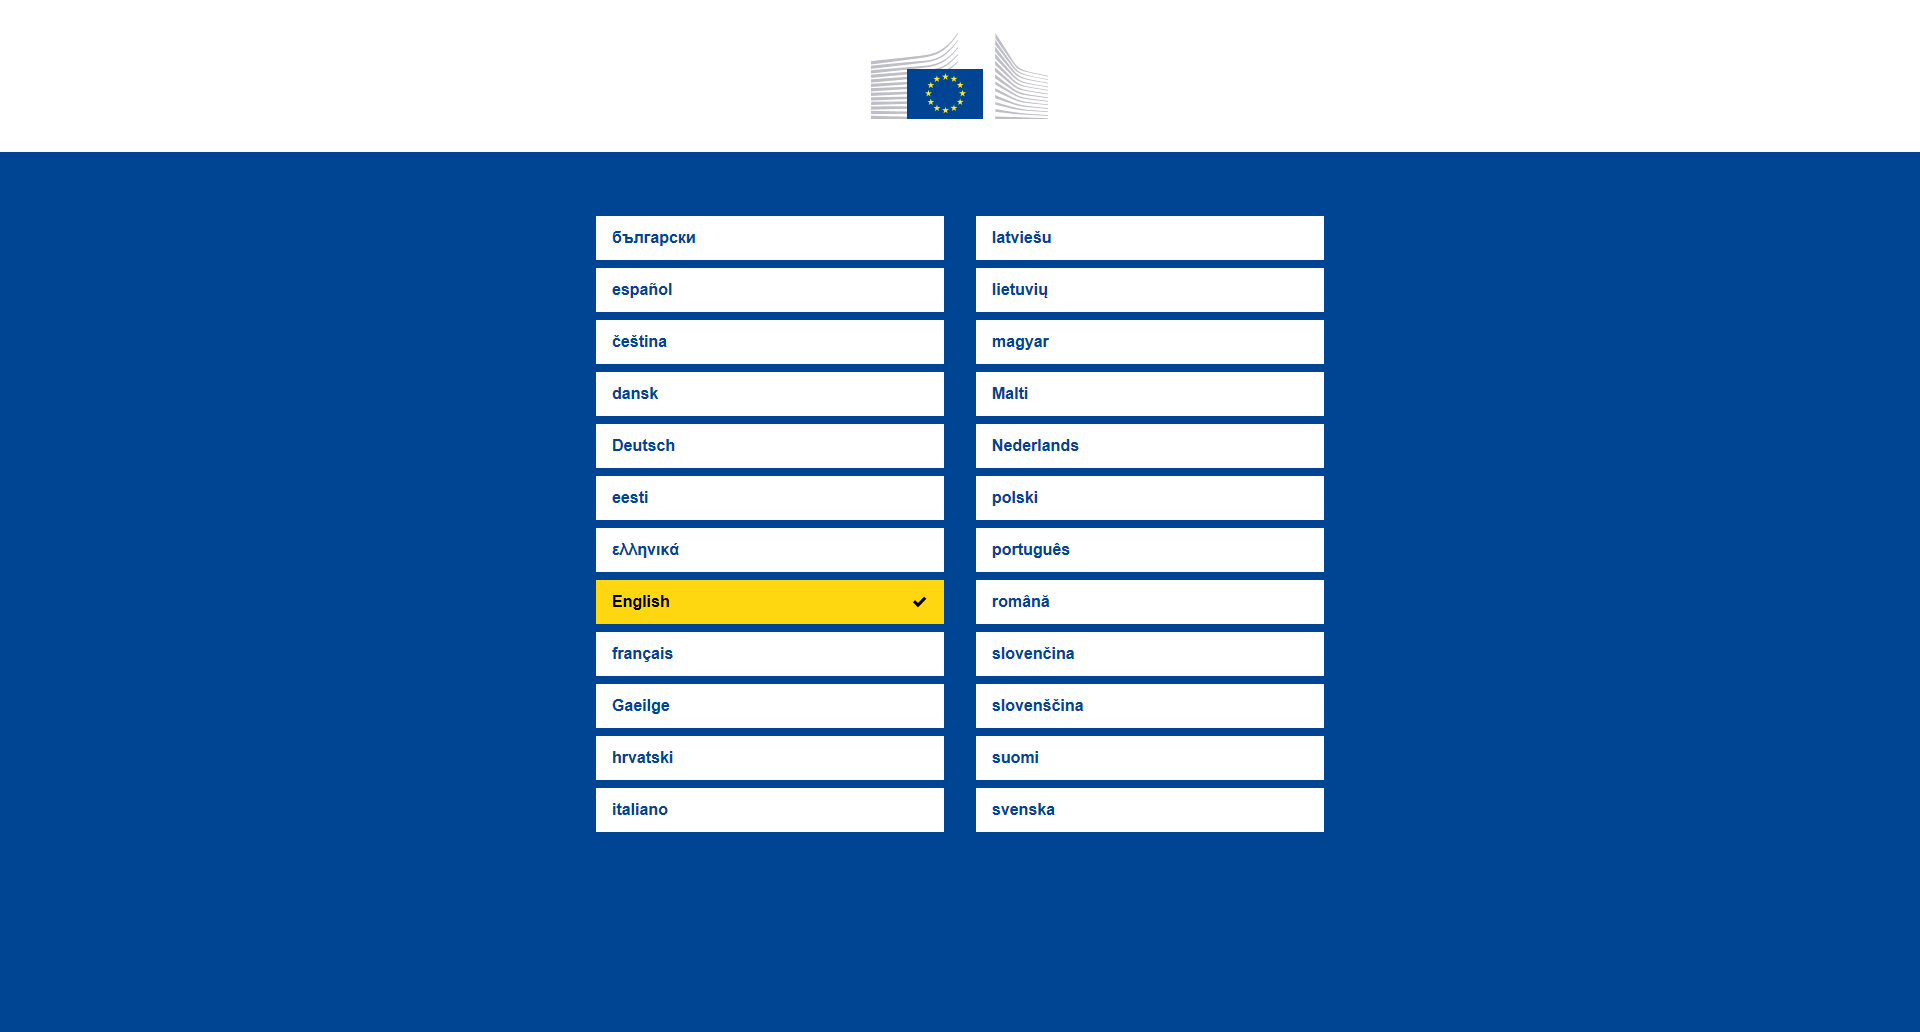 български
español
čeština
dansk
Deutsch
eesti
ελληνικά
English
français
Gaeilge
hrvatski
italiano
latviešu
lietuvių
magyar
Malti
Nederlands
polski
português
română
slovenčina
slovenščina
suomi
svenska